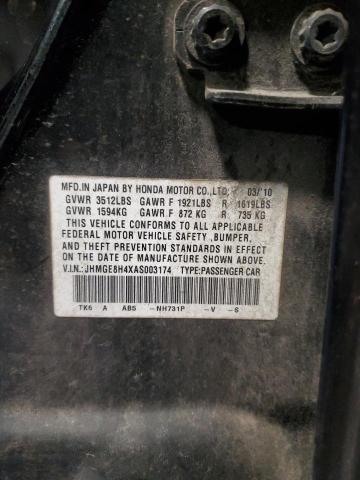 MFD.IN JAPAN BY HONDA MOTOR CO.,LTD. 03/10
GVWR 3512LBS GAWR F 1921LBS R 1619LBS
GVWR 1594KG GAWR F 872 KG R 735 KG
THIS VEHICLE CONFORMS TO ALL APPLICABLE
FEDERAL MOTOR VEHICLE SAFETY ,BUMPER,
AND THEFT PREVENTION STANDARDS IN EFFECT
ON THE DATE OF MANUFACTURE SHOWN
ABOVE.
V.I.N.: JHMGE8H4XAS003174 TYPE:PASSENGER CAR
TK6 A AB5 -NH731P -V -S